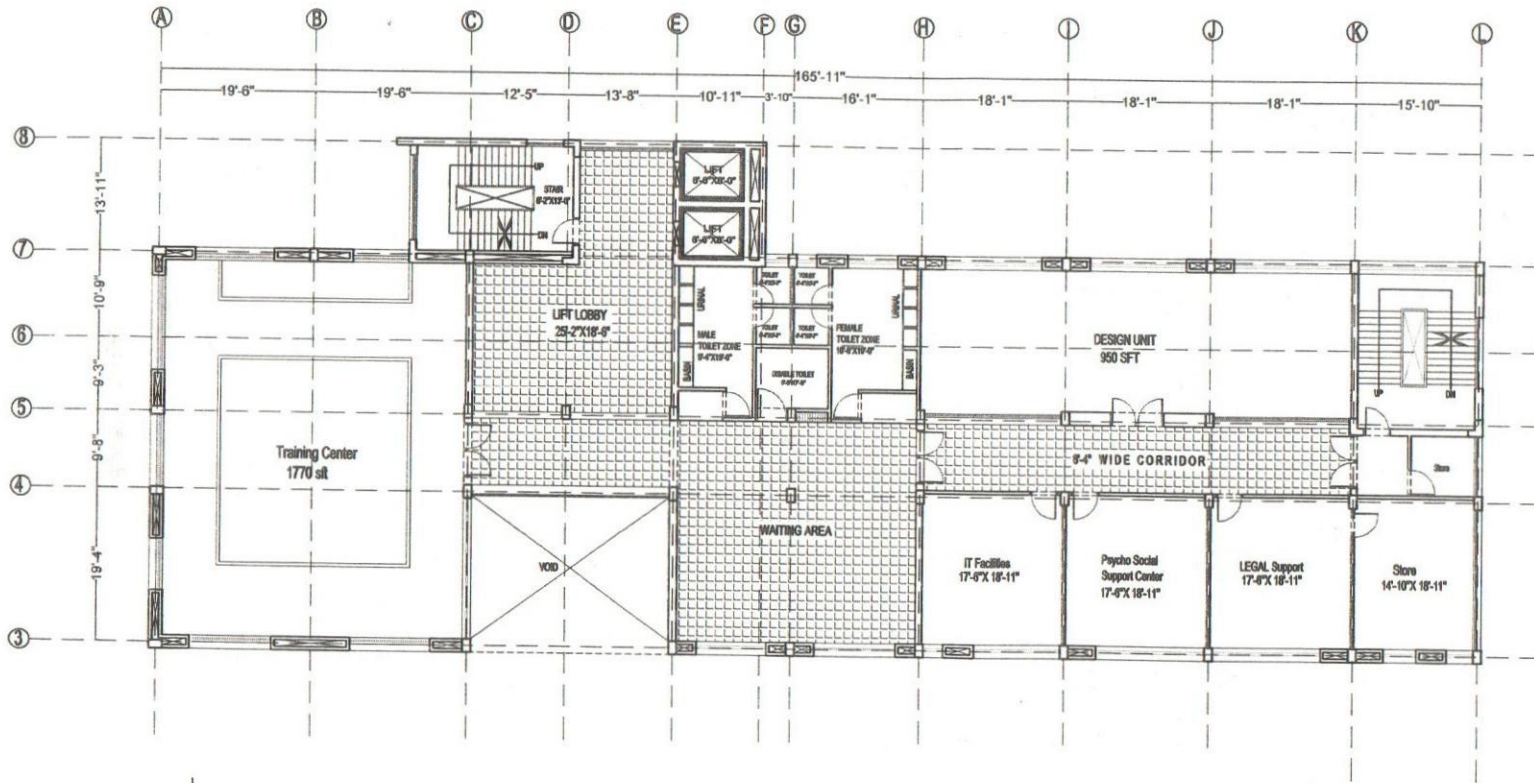 A B C D E F G H I J K L
165'-11"
19'-6" 19'-6" 12'-5" 13'-8" 10'-11" 3'-10" 16'-1" 18'-1" 18'-1" 18'-1" 15'-10"
8
13'-11"
7
10'-9"
6
9'-3"
5
9'-8"
4
19'-4"
3
UP
STAIR
DN
LIFT
LIFT
LIFT LOBBY
25'-2"X18'-6"
URINAL
MALE
TOILET ZONE
BASIN
TOILET
TOILET
TOILET
TOILET
DISABLE TOILET
URINAL
FEMALE
TOILET ZONE
BASIN
DESIGN UNIT
950 SFT
UP
DN
Training Center
1770 sft
WIDE CORRIDOR
Store
VOID
WAITING AREA
IT Facilities
17'-6"X 18'-11"
Psycho Social
Support Center
17'-6"X 18'-11"
LEGAL Support
17'-6"X 18'-11"
Store
14'-10"X 18'-11"